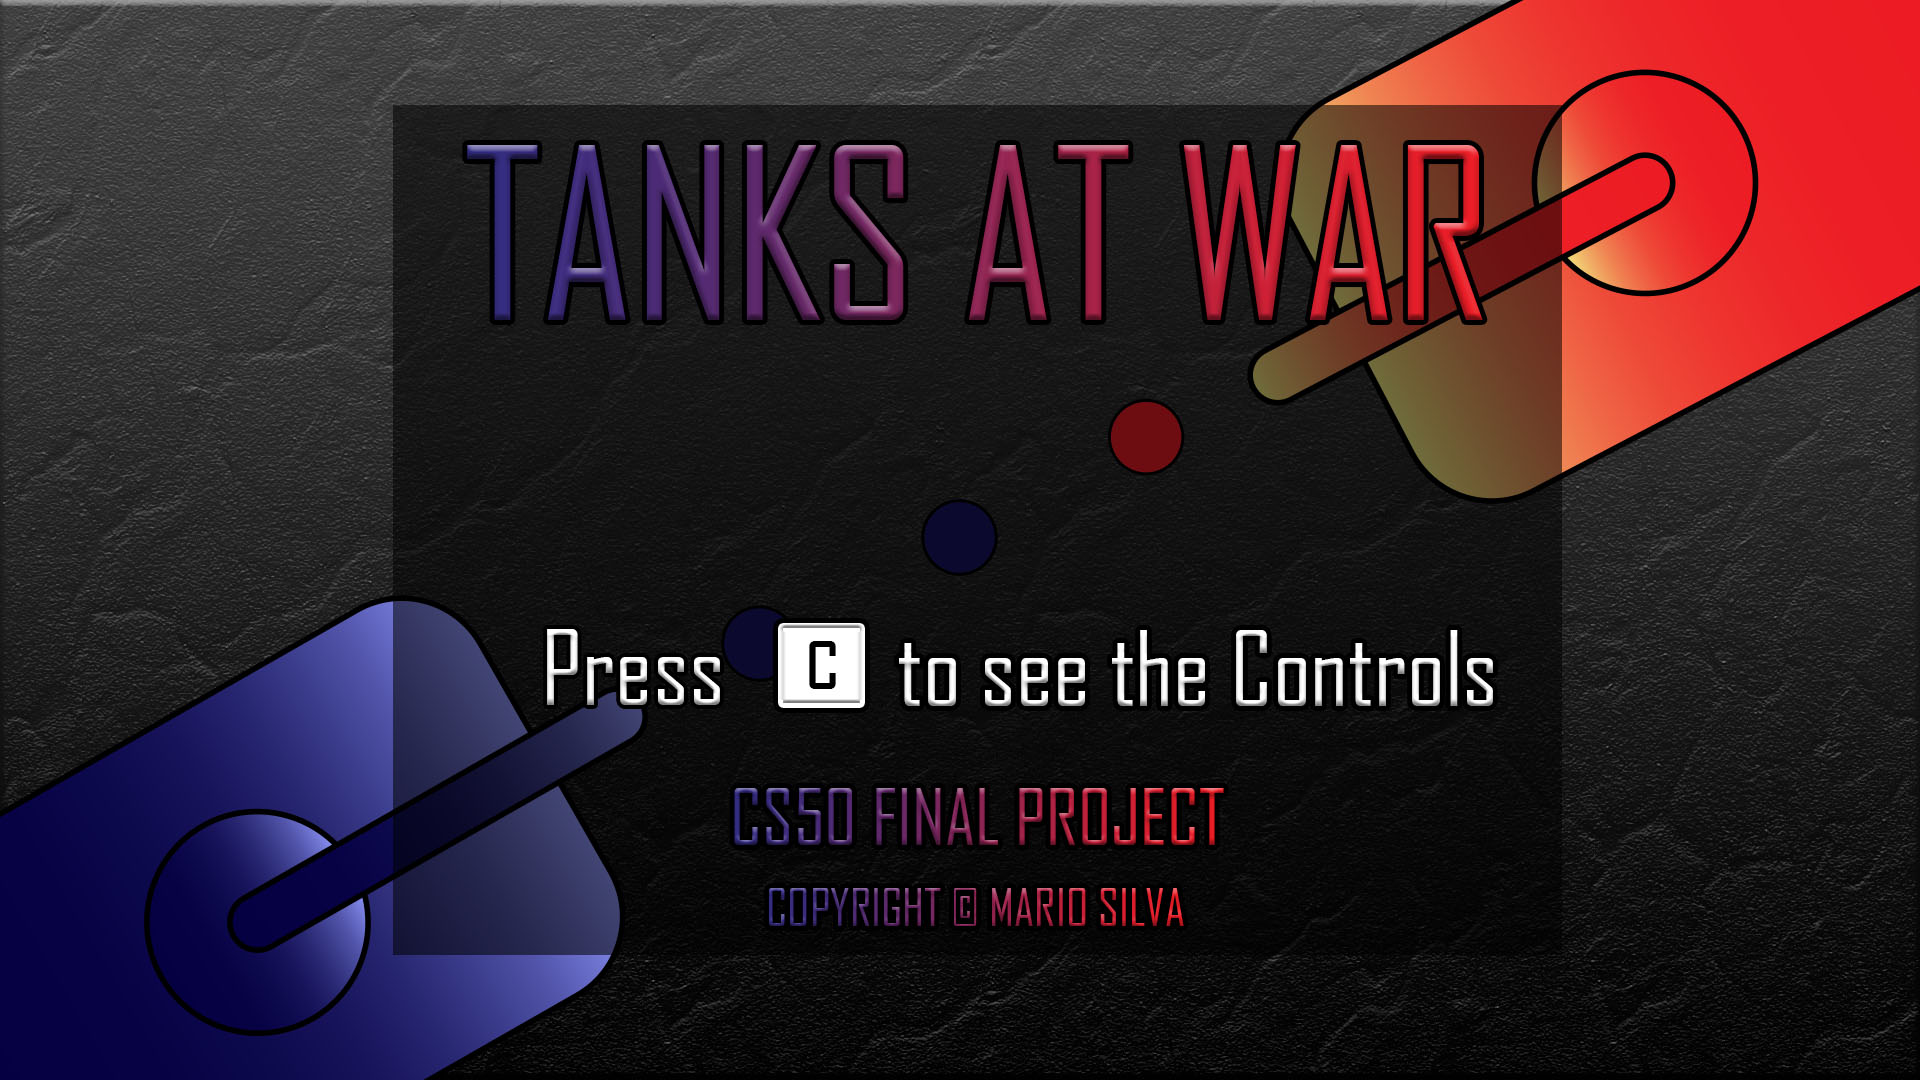 TANKS AT WAR
Press C to see the Controls
CS50 FINAL PROJECT
COPYRIGHT © MARIO SILVA